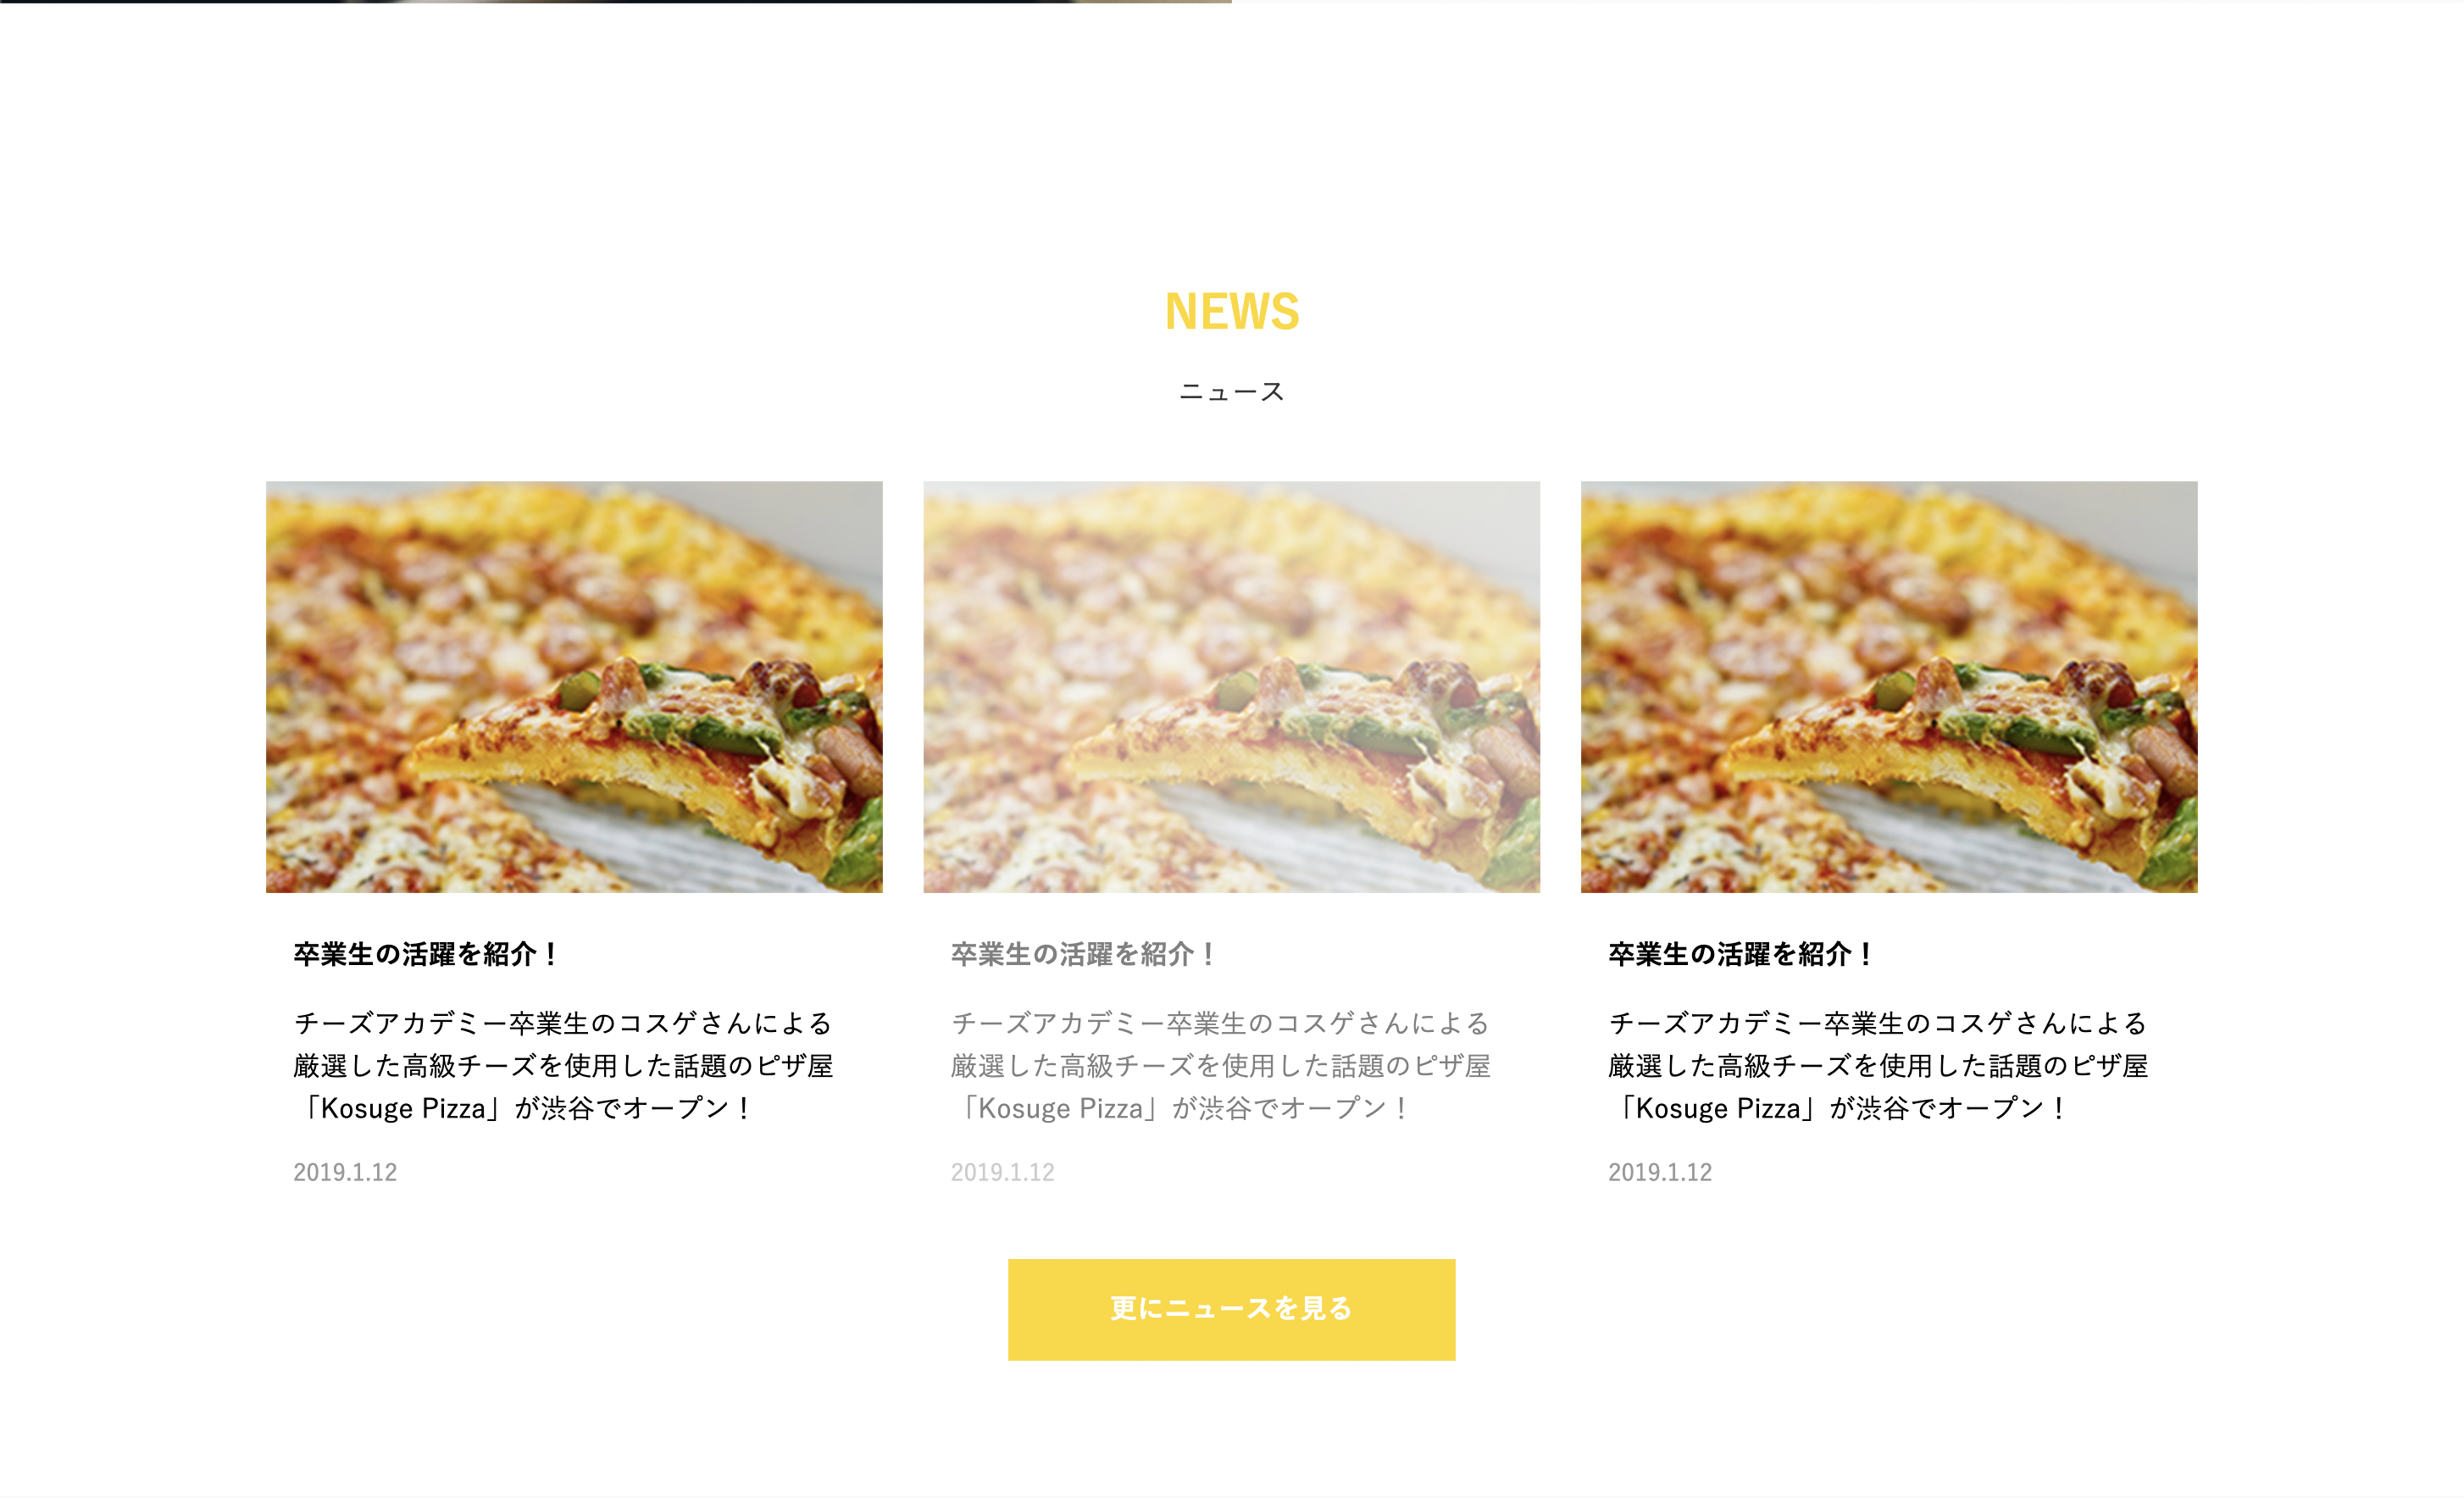 NEWS
ニュース
卒業生の活躍を紹介！
チーズアカデミー卒業生のコスゲさんによる
厳選した高級チーズを使用した話題のピザ屋
「Kosuge Pizza」が渋谷でオープン！
2019.1.12
卒業生の活躍を紹介！
チーズアカデミー卒業生のコスゲさんによる
厳選した高級チーズを使用した話題のピザ屋
「Kosuge Pizza」が渋谷でオープン！
2019.1.12
卒業生の活躍を紹介！
チーズアカデミー卒業生のコスゲさんによる
厳選した高級チーズを使用した話題のピザ屋
「Kosuge Pizza」が渋谷でオープン！
2019.1.12
更にニュースを見る